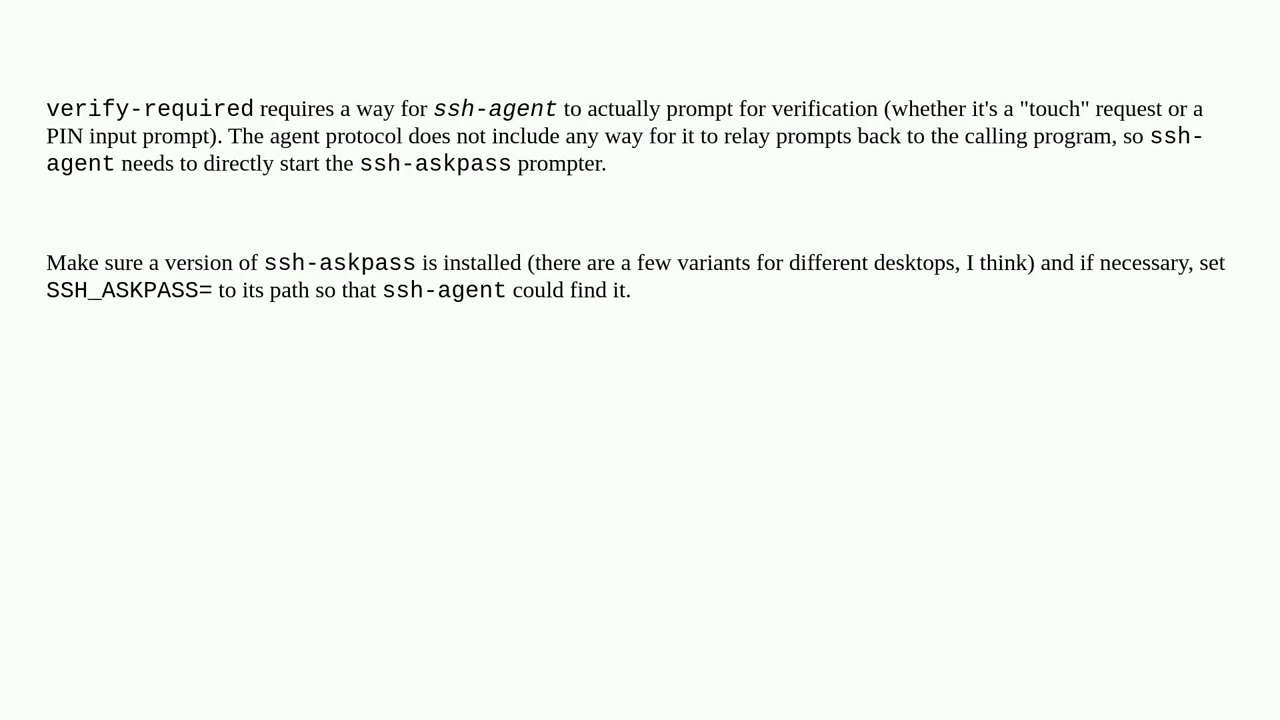 verify-required requires a way for ssh-agent to actually prompt for verification (whether it's a "touch" request or a
PIN input prompt). The agent protocol does not include any way for it to relay prompts back to the calling program, so ssh-
agent needs to directly start the ssh-askpass prompter.
Make sure a version of ssh-askpass is installed (there are a few variants for different desktops, I think) and if necessary, set
SSH_ASKPASS= to its path so that ssh-agent could find it.